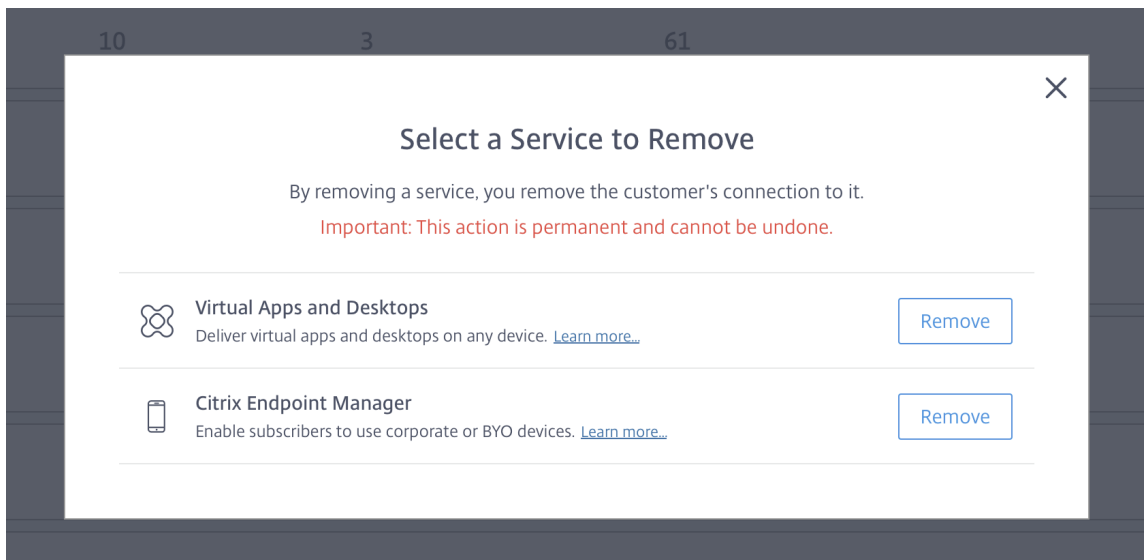 10 3 61
Select a Service to Remove
By removing a service, you remove the customer's connection to it.
Important: This action is permanent and cannot be undone.
Virtual Apps and Desktops
Deliver virtual apps and desktops on any device. Learn more...
Remove
Citrix Endpoint Manager
Enable subscribers to use corporate or BYO devices. Learn more...
Remove